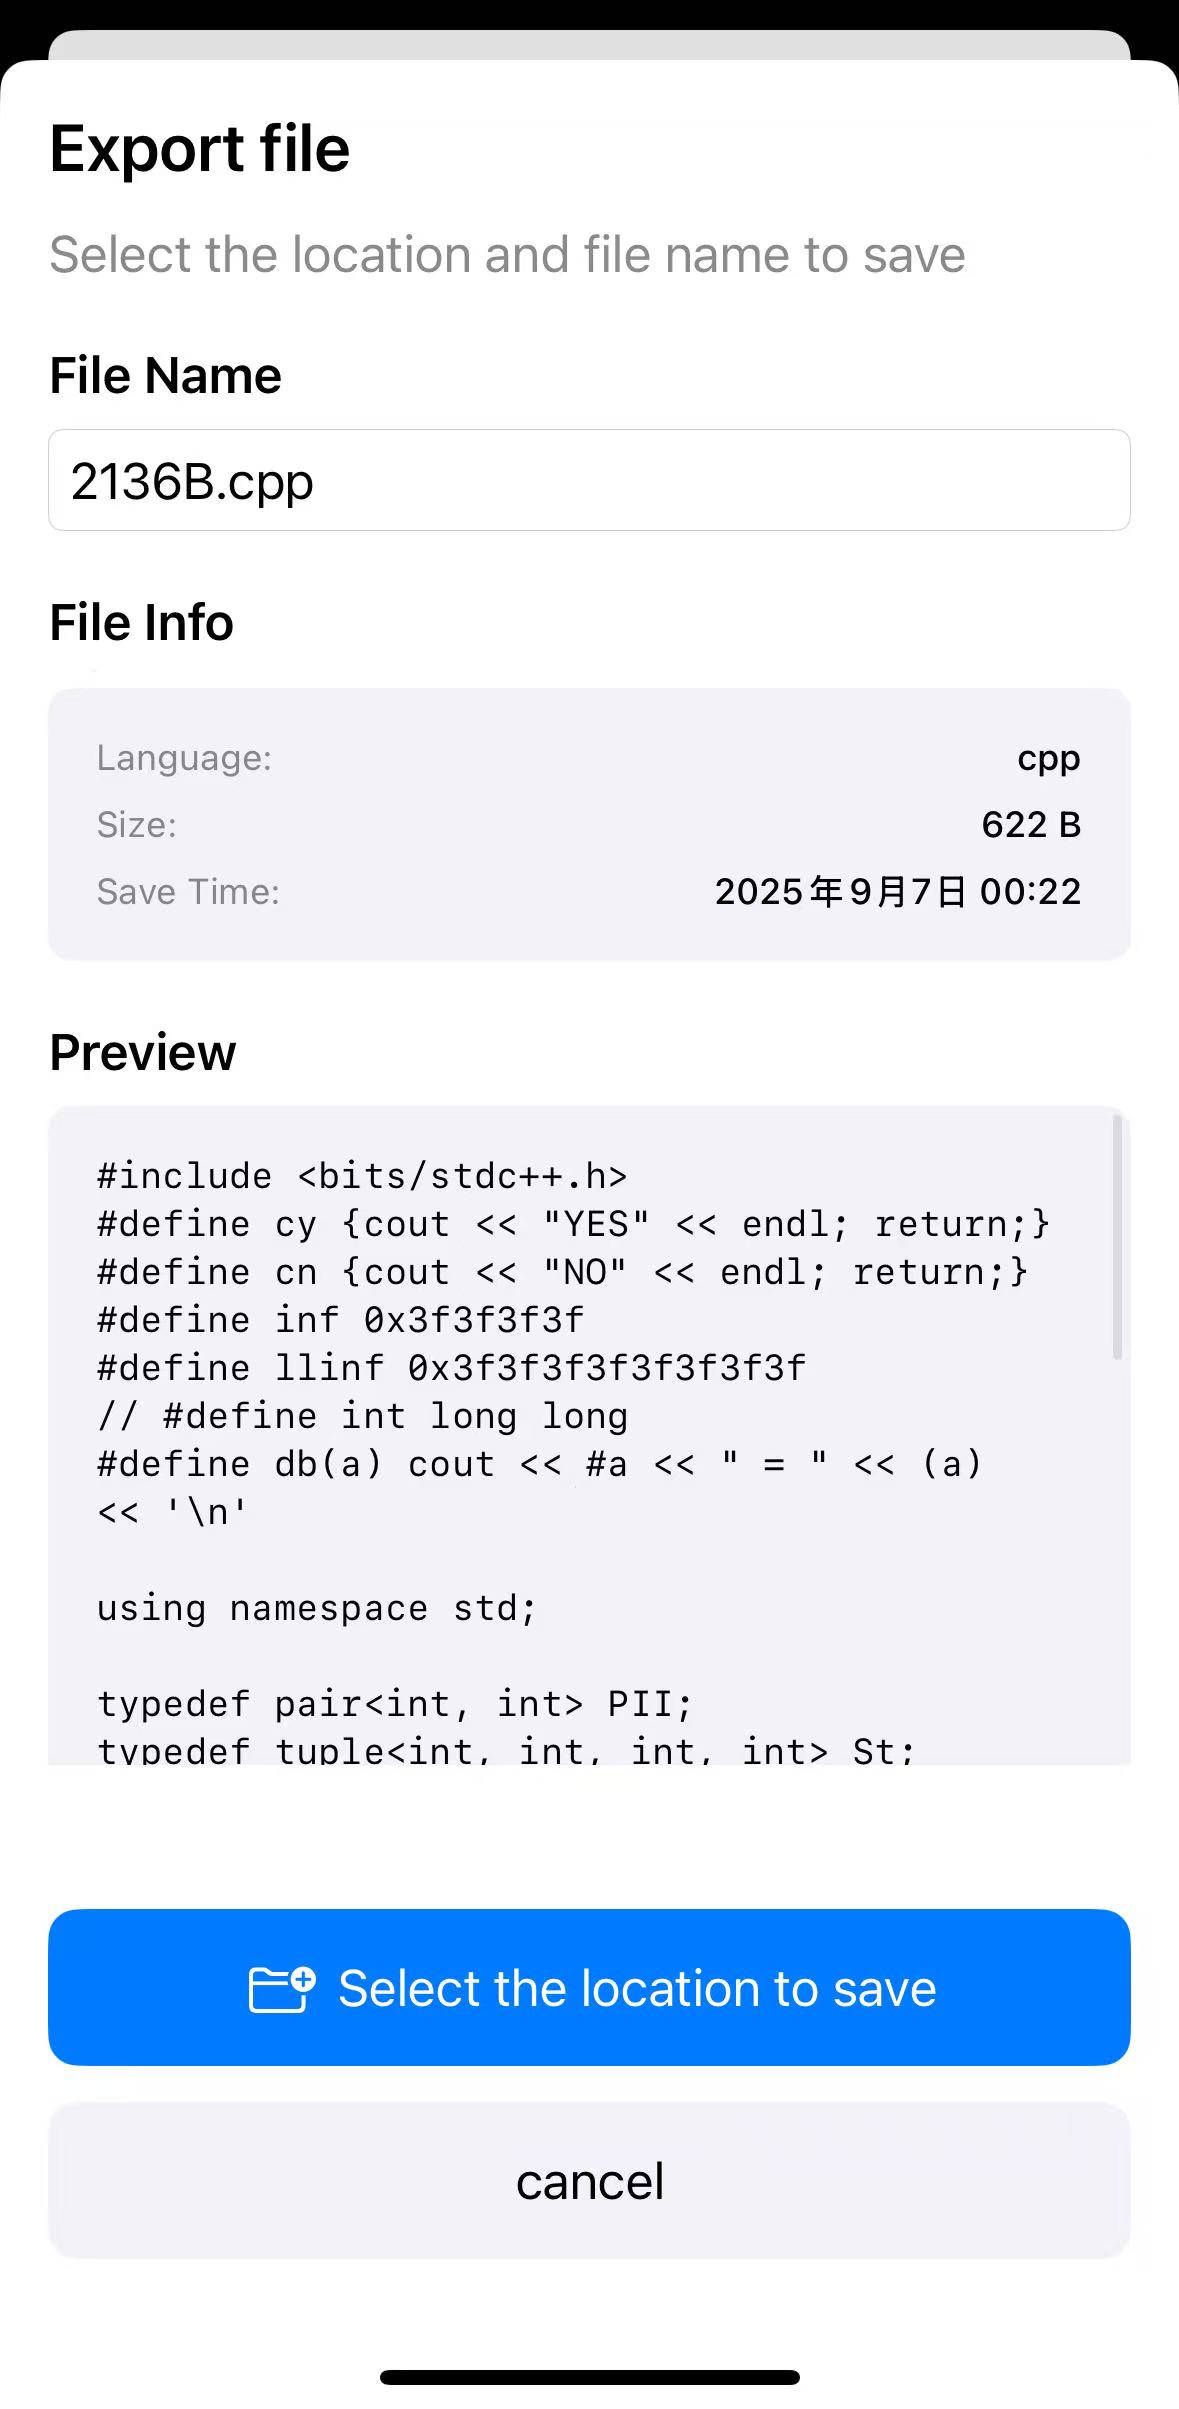 Export file
Select the location and file name to save
File Name
2136B.cpp
File Info
Language: cpp
Size: 622 B
Save Time: 2025年9月7日 00:22
Preview
#include <bits/stdc++.h>
#define cy {cout << "YES" << endl; return;}
#define cn {cout << "NO" << endl; return;}
#define inf 0x3f3f3f3f
#define llinf 0x3f3f3f3f3f3f3f3f
// #define int long long
#define db(a) cout << #a << " = " << (a)
<< '\n'
using namespace std;
typedef pair<int, int> PII;
typedef tuple<int, int, int, int> St;
Select the location to save
cancel